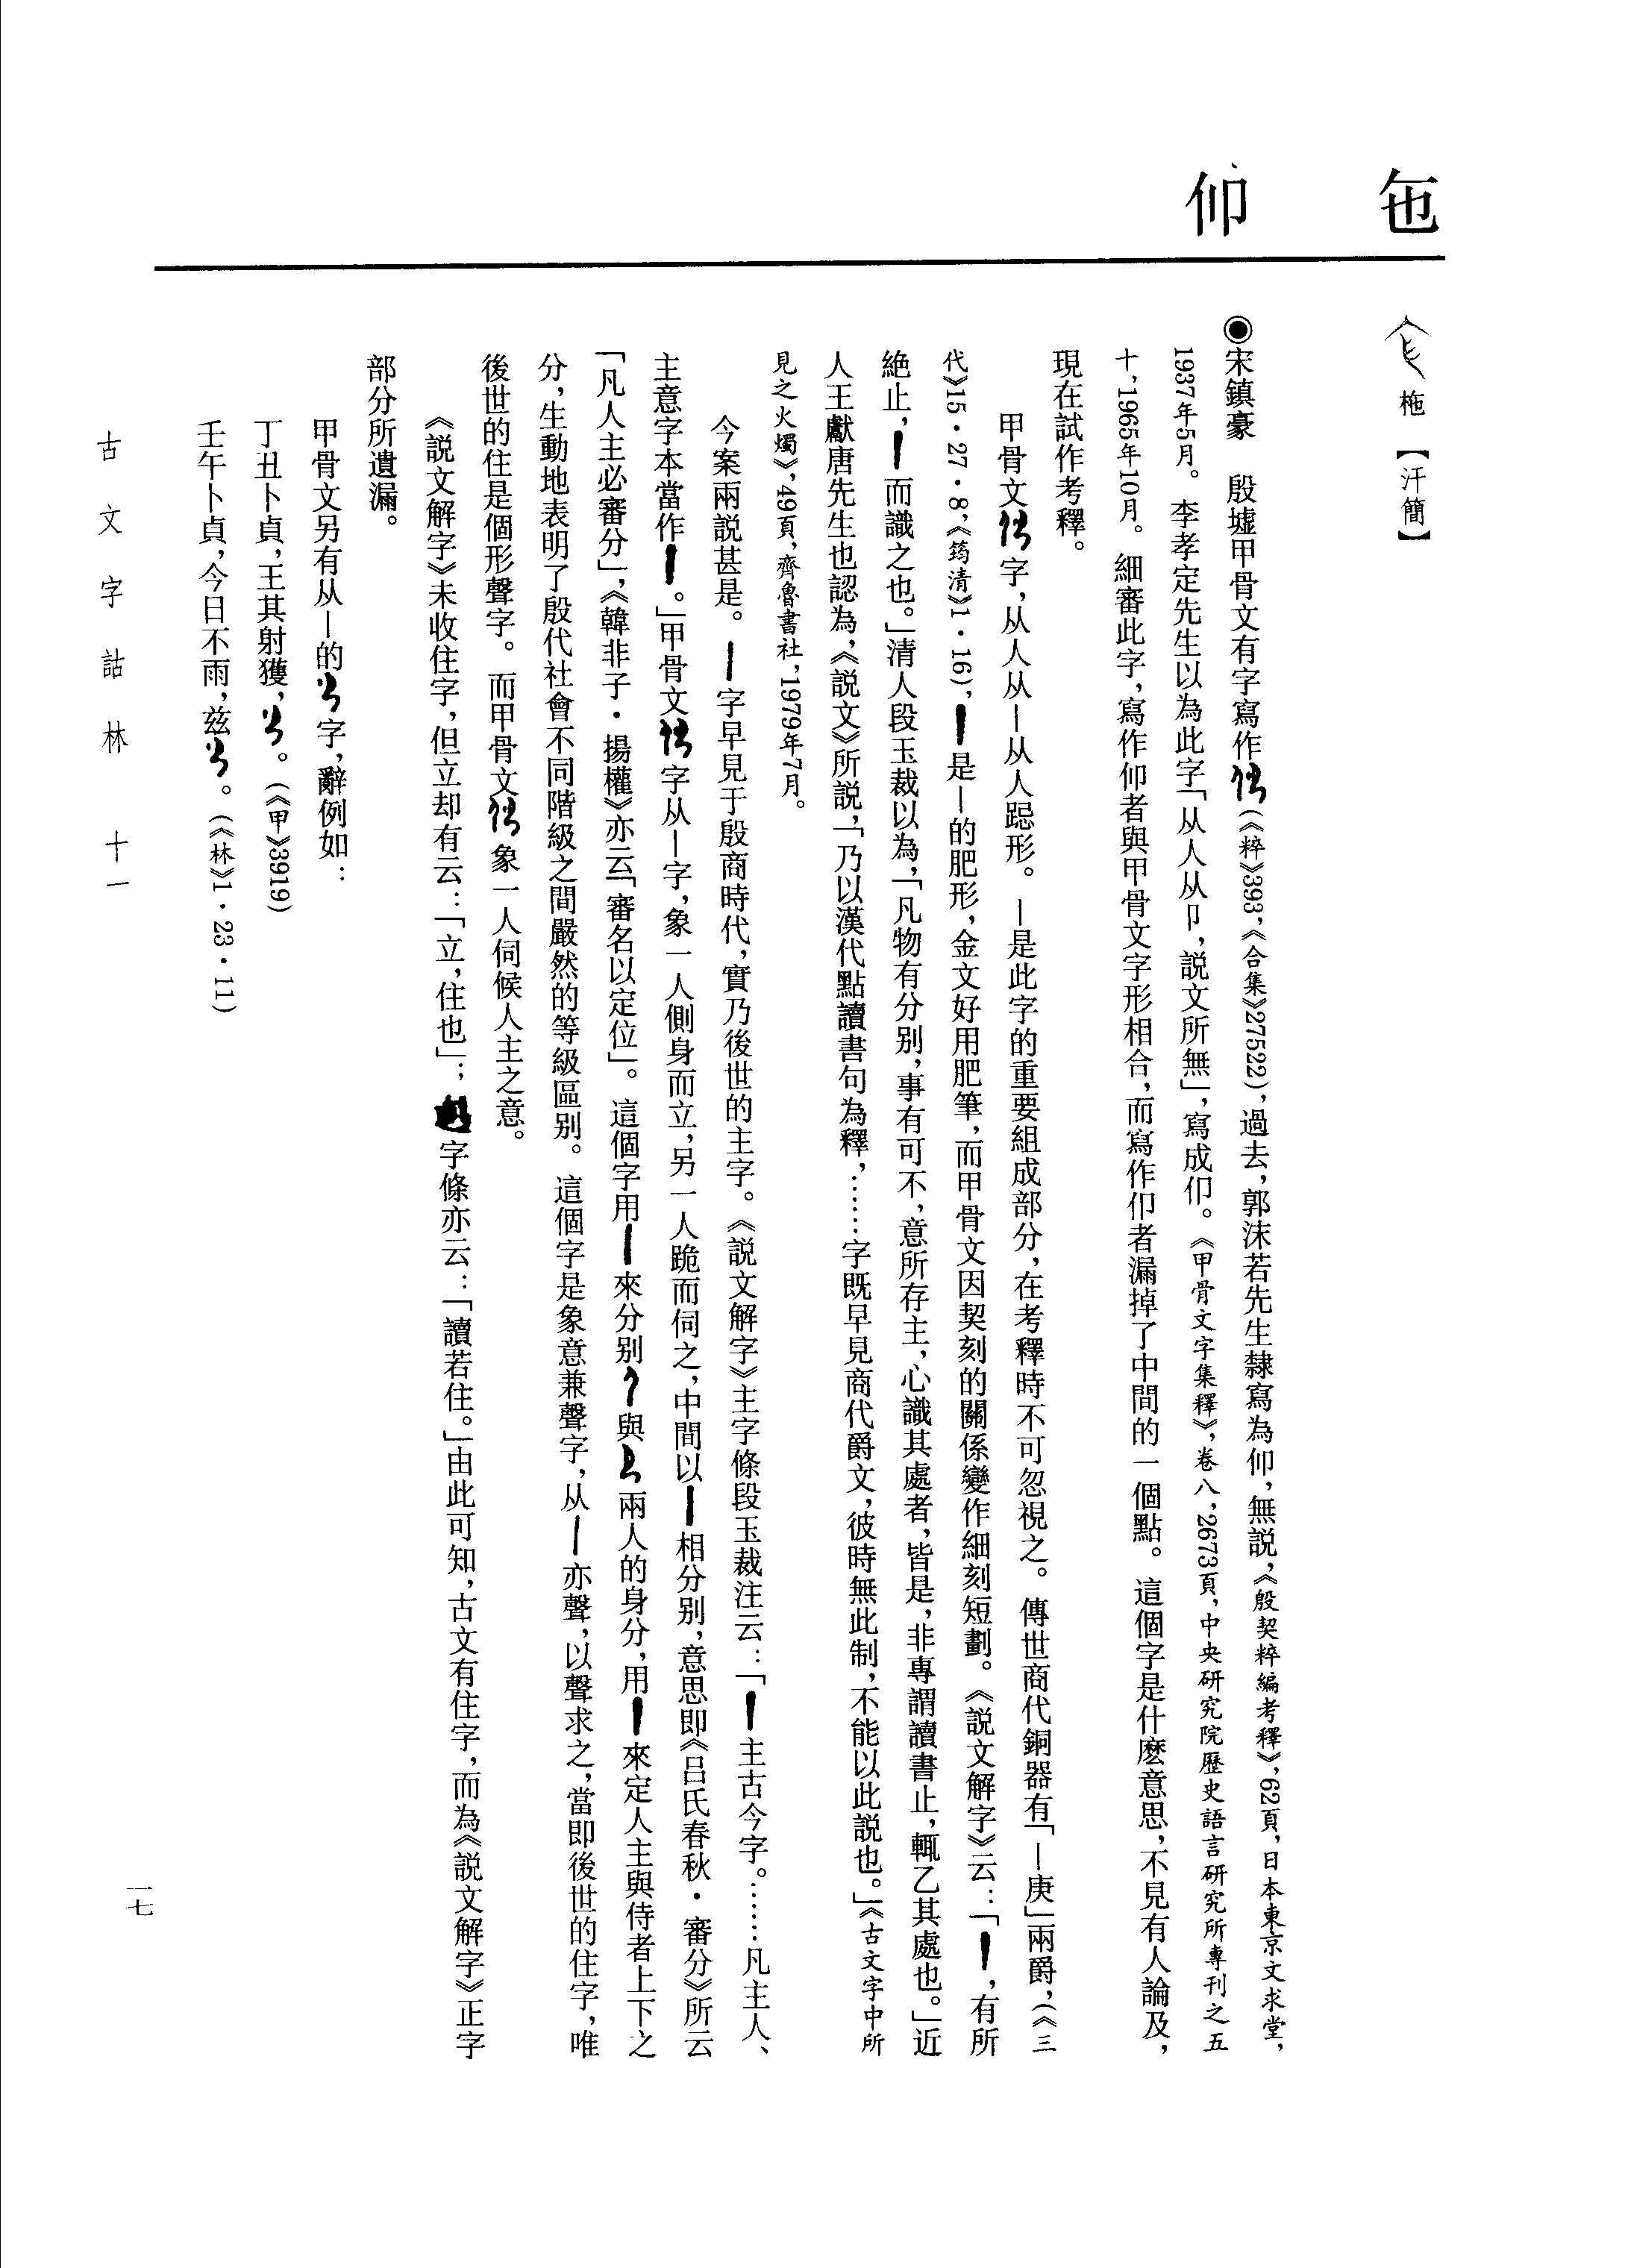 㐌
仰
柂【汗簡】
◉宋鎮豪　殷墟甲骨文有字寫作（《粹》393，《合集》27522），過去，郭沫若先生隸寫為仰，無説，《殷契粹編考釋》，62頁，日本東京文求堂，
1937年5月。李孝定先生以為此字「从人从卩，説文所無」，寫成㐰。《甲骨文字集釋》，卷八，2673頁，中央研究院歷史語言研究所專刊之五
十，1965年10月。細審此字，寫作仰者與甲骨文字形相合，而寫作者漏掉了中間的一個點。這個字是什麽意思，不見有人論及，
現在試作考釋。
甲骨文字，从人从丨从人跽形。丨是此字的重要組成部分，在考釋時不可忽視之。傳世商代銅器有「丨庚」兩爵，（《三
代》15·27·8，《筠清》1·16），是丨的肥形，金文好用肥筆，而甲骨文因契刻的關係變作細刻短劃。《説文解字》云：「，有所
絶止，而識之也。」清人段玉裁以為，「凡物有分别，事有可不，意所存主，心識其處者，皆是，非專謂讀書止，輒乙其處也。」近
人王獻唐先生也認為，《説文》所説，「乃以漢代點讀書句為釋，……字既早見商代爵文，彼時無此制，不能以此説也。」《古文字中所
見之火燭》，49頁，齊魯書社，1979年7月。
今案兩説甚是。丨字早見于殷商時代，實乃後世的主字。《説文解字》主字條段玉裁注云：「主古今字。……凡主人、
主意字本當作。」甲骨文字从丨字，象一人側身而立，另一人跪而伺之，中間以丨相分别，意思即《吕氏春秋·審分》所云
「凡人主必審分」，《韓非子·揚權》亦云「審名以定位」。這個字用丨來分别與兩人的身分，用來定人主與侍者上下之
分，生動地表明了殷代社會不同階級之間嚴然的等級區别。這個字是象意兼聲字，从丨亦聲，以聲求之，當即後世的住字，唯
後世的住是個形聲字。而甲骨文象一人伺候人主之意。
《説文解字》未收住字，但立却有云：「立，住也」；字條亦云：「讀若住。」由此可知，古文有住字，而為《説文解字》正字
部分所遺漏。
甲骨文另有从丨的字，辭例如：
丁丑卜貞，王其射獲，。（《甲》3919）
壬午卜貞，今日不雨，兹。（《林》1·23·11）
古文字詁林　十一
一七